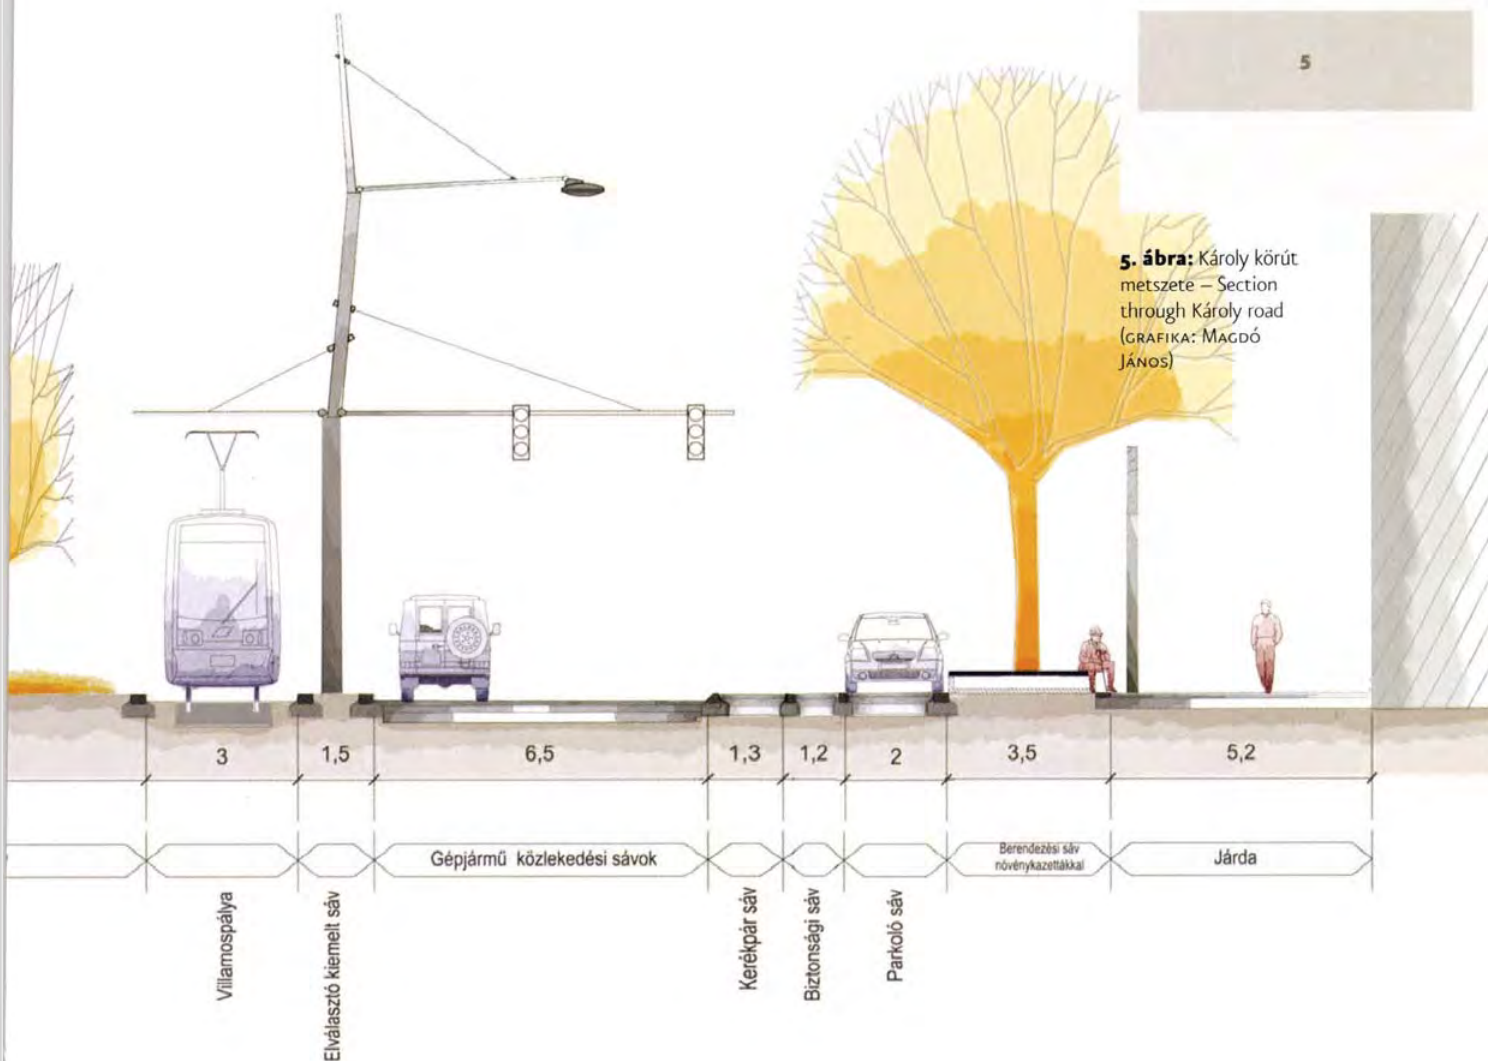 5
5. ábra: Károly körút
metszete – Section
through Károly road
(GRAFIKA: MAGDÓ
JÁNOS)
3
1,5
6,5
1,3
1,2
2
3,5
5,2
Gépjármű közlekedési sávok
Berendezési sáv
növénykazettákkal
Járda
Villamospálya
Elválasztó kiemelt sáv
Kerékpár sáv
Biztonsági sáv
Parkoló sáv